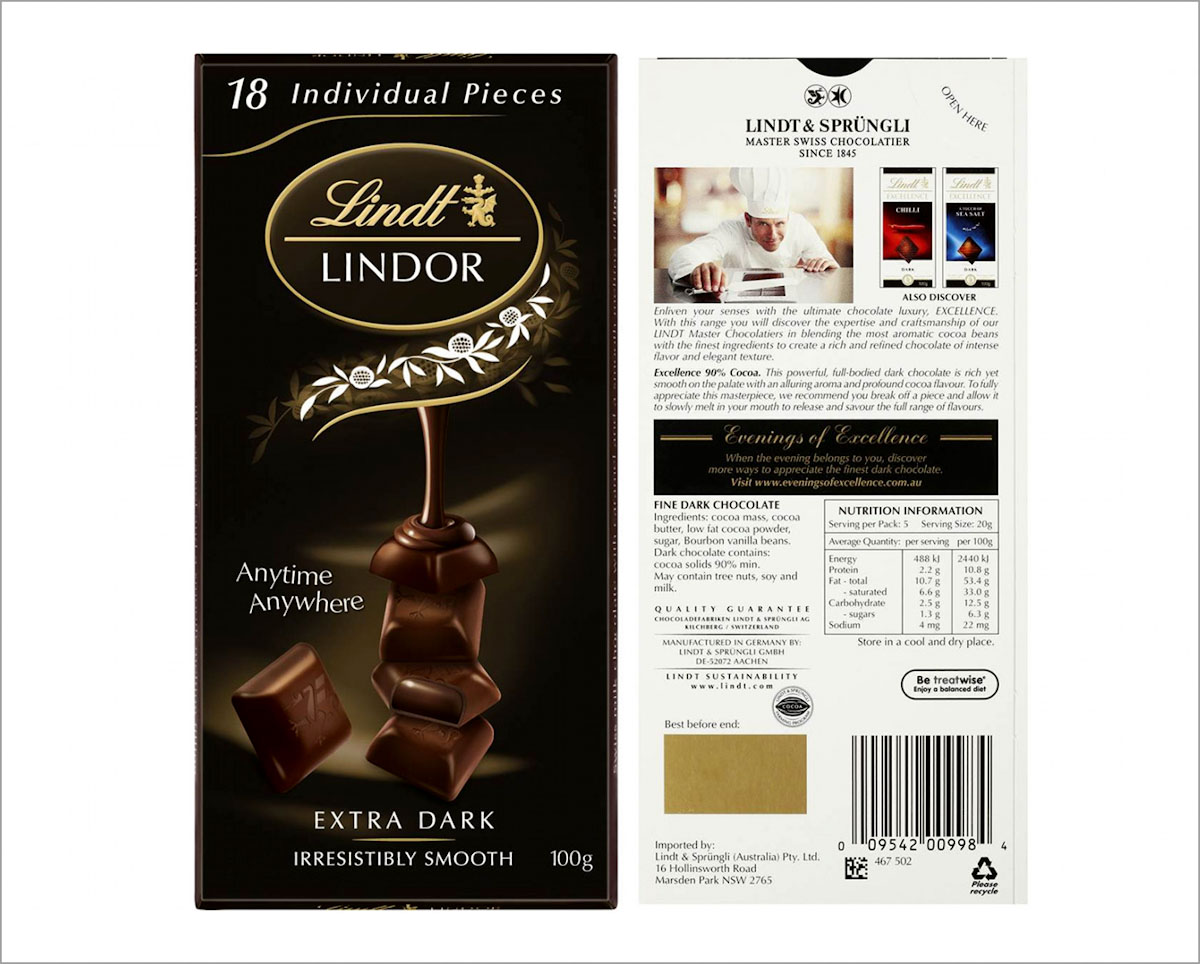 18 Individual Pieces
Lindt
LINDOR
Anytime
Anywhere
EXTRA DARK
IRRESISTIBLY SMOOTH 100g
OPEN HERE
LINDT & SPRÜNGLI
MASTER SWISS CHOCOLATIER
SINCE 1845
Lindt
EXCELLENCE
CHILLI
DARK
100g
Lindt
EXCELLENCE
A TOUCH OF
SEA SALT
DARK
100g
ALSO DISCOVER
Enliven your senses with the ultimate chocolate luxury, EXCELLENCE.
With this range you will discover the expertise and craftsmanship of our
LINDT Master Chocolatiers in blending the most aromatic cocoa beans
with the finest ingredients to create a rich and refined chocolate of intense
flavor and elegant texture.
Excellence 90% Cocoa. This powerful, full-bodied dark chocolate is rich yet
smooth on the palate with an alluring aroma and profound cocoa flavour. To fully
appreciate this masterpiece, we recommend you break off a piece and allow it
to slowly melt in your mouth to release and savour the full range of flavours.
Evenings of Excellence
When the evening belongs to you, discover
more ways to appreciate the finest dark chocolate.
Visit www.eveningsofexcellence.com.au
FINE DARK CHOCOLATE
Ingredients: cocoa mass, cocoa
butter, low fat cocoa powder,
sugar, Bourbon vanilla beans.
Dark chocolate contains:
cocoa solids 90% min.
May contain tree nuts, soy and
milk.
QUALITY GUARANTEE
CHOCOLADEFABRIKEN LINDT & SPRÜNGLI AG
KILCHBERG / SWITZERLAND
MANUFACTURED IN GERMANY BY:
LINDT & SPRÜNGLI GMBH
DE-52072 AACHEN
LINDT SUSTAINABILITY
www.lindt.com
COCOA
NUTRITION INFORMATION
Serving per Pack: 5 Serving Size: 20g
Average Quantity: per serving per 100g
Energy 488 kJ 2440 kJ
Protein 2.2 g 10.8 g
Fat - total 10.7 g 53.4 g
- saturated 6.6 g 33.0 g
Carbohydrate 2.5 g 12.5 g
- sugars 1.3 g 6.3 g
Sodium 4 mg 22 mg
Store in a cool and dry place.
Be treatwise®
Enjoy a balanced diet
Best before end:
0 09542 00998 4
467 502
Imported by:
Lindt & Sprüngli (Australia) Pty. Ltd.
16 Hollinsworth Road
Marsden Park NSW 2765
Please
recycle